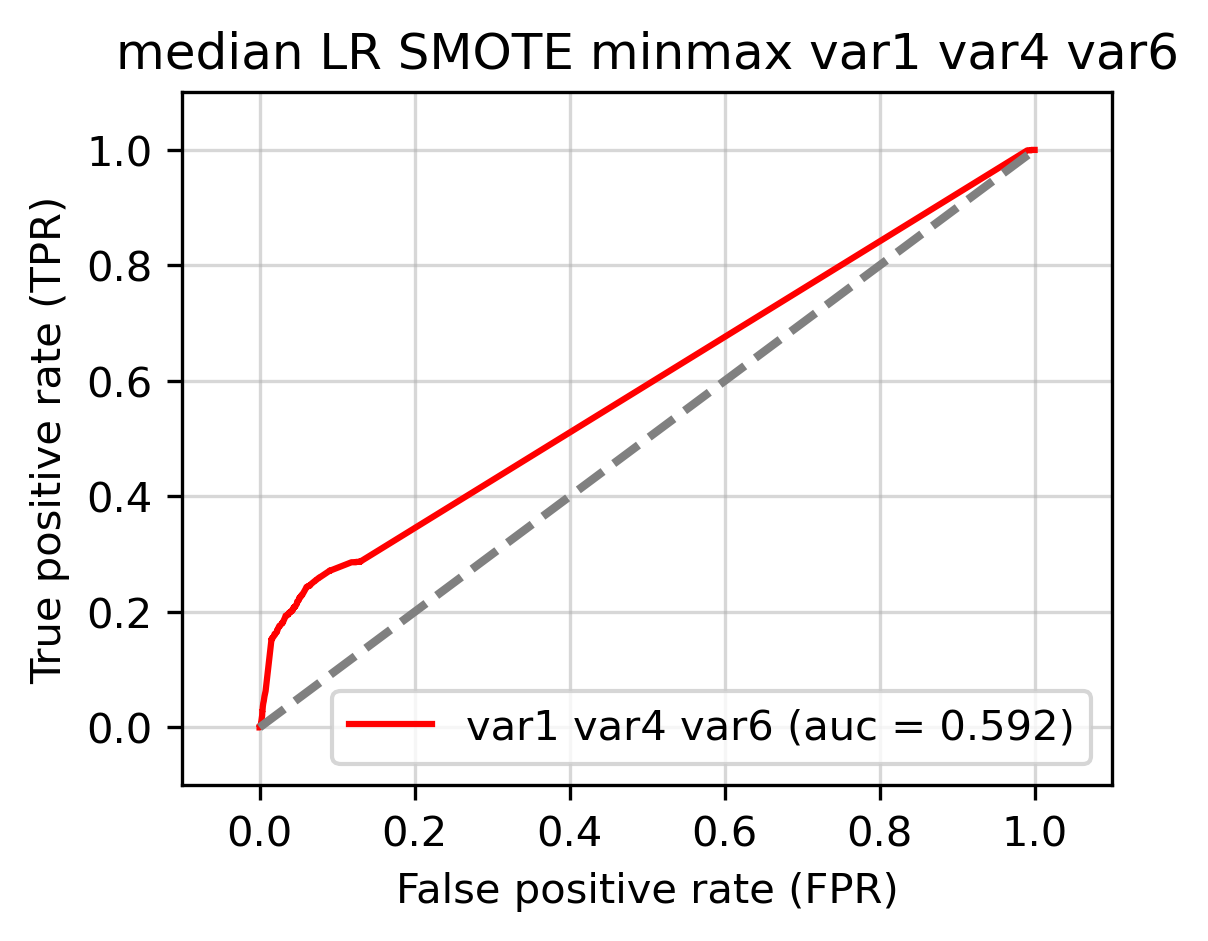 median LR SMOTE minmax var1 var4 var6
True positive rate (TPR)
1.0
0.8
0.6
0.4
0.2
0.0
var1 var4 var6 (auc = 0.592)
0.0 0.2 0.4 0.6 0.8 1.0
False positive rate (FPR)